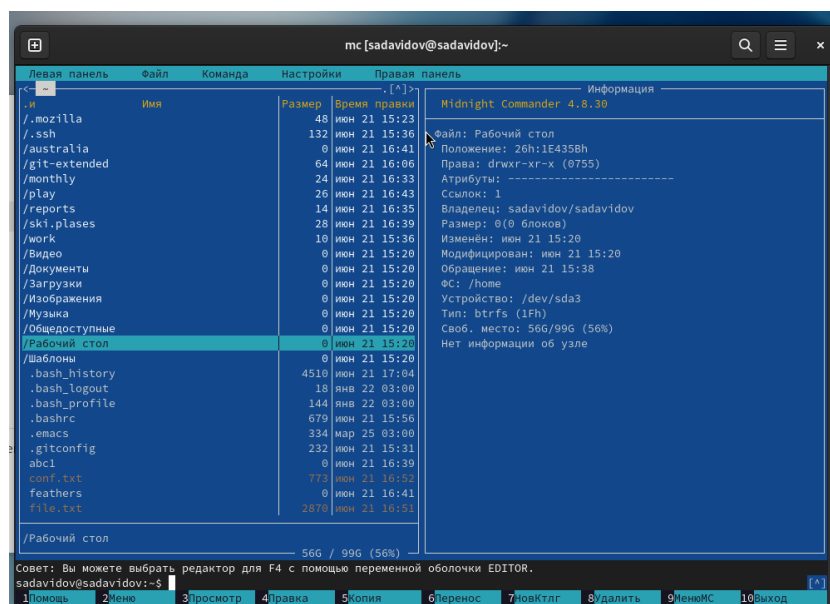 mc [sadavidov@sadavidov]:~
Левая панель Файл Команда Настройки Правая панель
<─ ~ ─.[^]>
.и Имя Размер Время правки
/.mozilla 48 июн 21 15:23
/.ssh 132 июн 21 15:36
/australia 0 июн 21 16:41
/git-extended 64 июн 21 16:06
/monthly 24 июн 21 16:33
/play 26 июн 21 16:43
/reports 14 июн 21 16:35
/ski.plases 28 июн 21 16:39
/work 10 июн 21 15:36
/Видео 0 июн 21 15:20
/Документы 0 июн 21 15:20
/Загрузки 0 июн 21 15:20
/Изображения 0 июн 21 15:20
/Музыка 0 июн 21 15:20
/Общедоступные 0 июн 21 15:20
/Рабочий стол 0 июн 21 15:20
/Шаблоны 0 июн 21 15:20
.bash_history 4510 июн 21 17:04
.bash_logout 18 янв 22 03:00
.bash_profile 144 янв 22 03:00
.bashrc 679 июн 21 15:56
.emacs 334 мар 25 03:00
.gitconfig 232 июн 21 15:31
abc1 0 июн 21 16:39
conf.txt 773 июн 21 16:52
feathers 0 июн 21 16:41
file.txt 2870 июн 21 16:51
/Рабочий стол
56G / 99G (56%)
Информация
Midnight Commander 4.8.30
Файл: Рабочий стол
Положение: 26h:1E435Bh
Права: drwxr-xr-x (0755)
Атрибуты: ------------------------
Ссылок: 1
Владелец: sadavidov/sadavidov
Размер: 0(0 блоков)
Изменён: июн 21 15:20
Модифицирован: июн 21 15:20
Обращение: июн 21 15:38
ФС: /home
Устройство: /dev/sda3
Тип: btrfs (1Fh)
Своб. место: 56G/99G (56%)
Нет информации об узле
Совет: Вы можете выбрать редактор для F4 с помощью переменной оболочки EDITOR.
sadavidov@sadavidov:~$ [^]
1Помощь 2Меню 3Просмотр 4Правка 5Копия 6Перенос 7НовКтлг 8Удалить 9МенюМС 10Выход